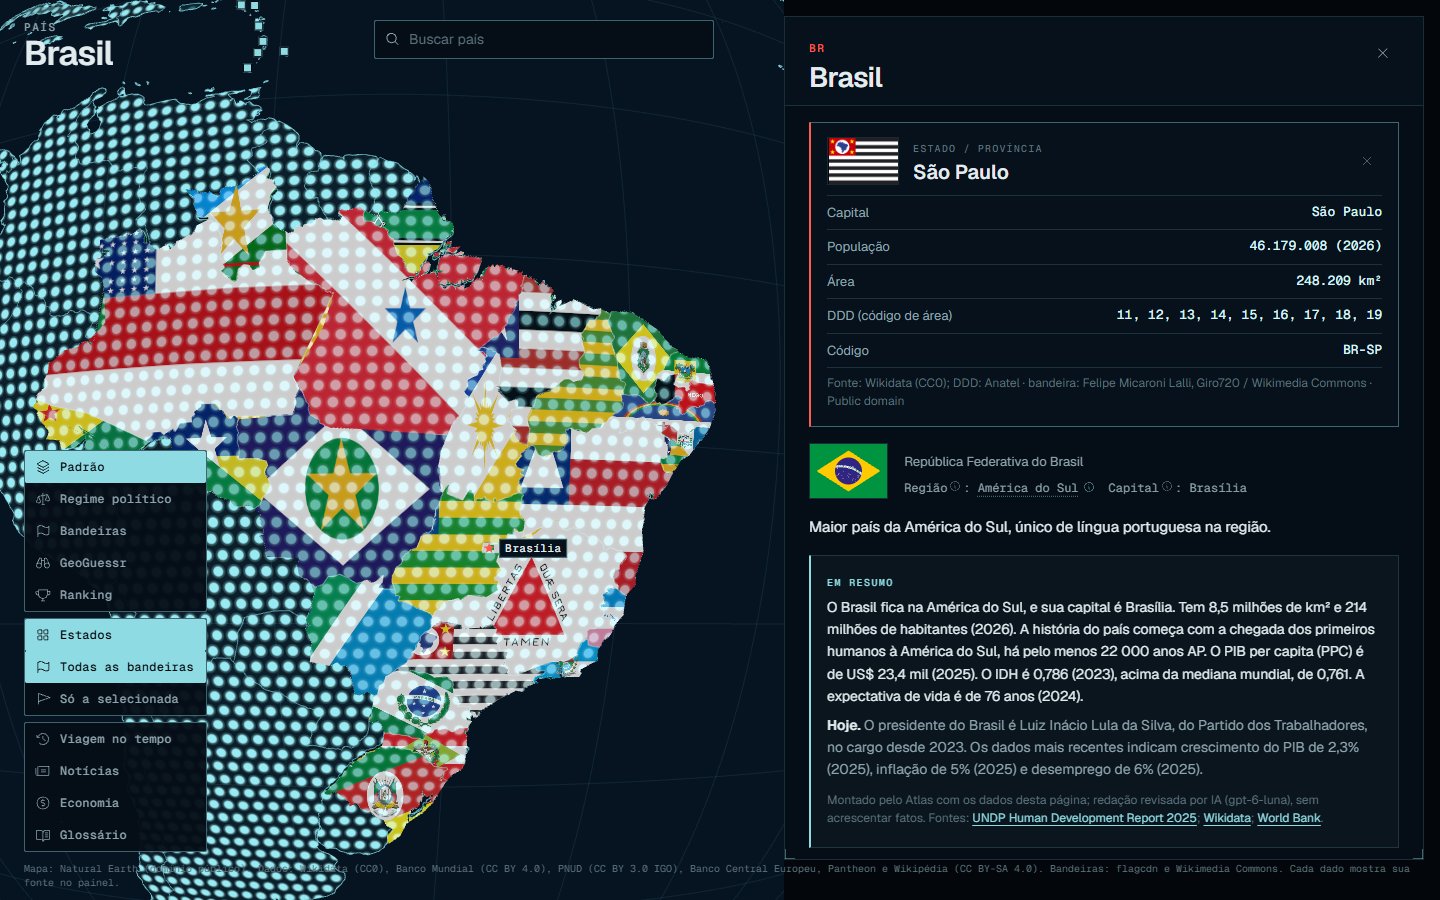 PAÍS
Brasil
Buscar país
Brasília
LIBERTAS
QUÆ SERA
TAMEN
Padrão
Regime político
Bandeiras
GeoGuessr
Ranking
Estados
Todas as bandeiras
Só a selecionada
Viagem no tempo
Notícias
Economia
Glossário
BR
Brasil
ESTADO / PROVÍNCIA
São Paulo
Capital São Paulo
População 46.179.008 (2026)
Área 248.209 km²
DDD (código de área) 11, 12, 13, 14, 15, 16, 17, 18, 19
Código BR-SP
Fonte: Wikidata (CC0); DDD: Anatel · bandeira: Felipe Micaroni Lalli, Giro720 / Wikimedia Commons ·
Public domain
República Federativa do Brasil
Região : América do Sul Capital : Brasília
Maior país da América do Sul, único de língua portuguesa na região.
EM RESUMO
O Brasil fica na América do Sul, e sua capital é Brasília. Tem 8,5 milhões de km² e 214
milhões de habitantes (2026). A história do país começa com a chegada dos primeiros
humanos à América do Sul, há pelo menos 22 000 anos AP. O PIB per capita (PPC) é
de US$ 23,4 mil (2025). O IDH é 0,786 (2023), acima da mediana mundial, de 0,761. A
expectativa de vida é de 76 anos (2024).
Hoje. O presidente do Brasil é Luiz Inácio Lula da Silva, do Partido dos Trabalhadores,
no cargo desde 2023. Os dados mais recentes indicam crescimento do PIB de 2,3%
(2025), inflação de 5% (2025) e desemprego de 6% (2025).
Montado pelo Atlas com os dados desta página; redação revisada por IA (gpt-6-luna), sem
acrescentar fatos. Fontes: UNDP Human Development Report 2025; Wikidata; World Bank.
Mapa: Natural Earth (CC0), Banco Mundial (CC BY 4.0), PNUD (CC BY 3.0 IGO), Banco Central Europeu, Pantheon e Wikipédia (CC BY-SA 4.0). Bandeiras: flagcdn e Wikimedia Commons. Cada dado mostra sua
fonte no painel.